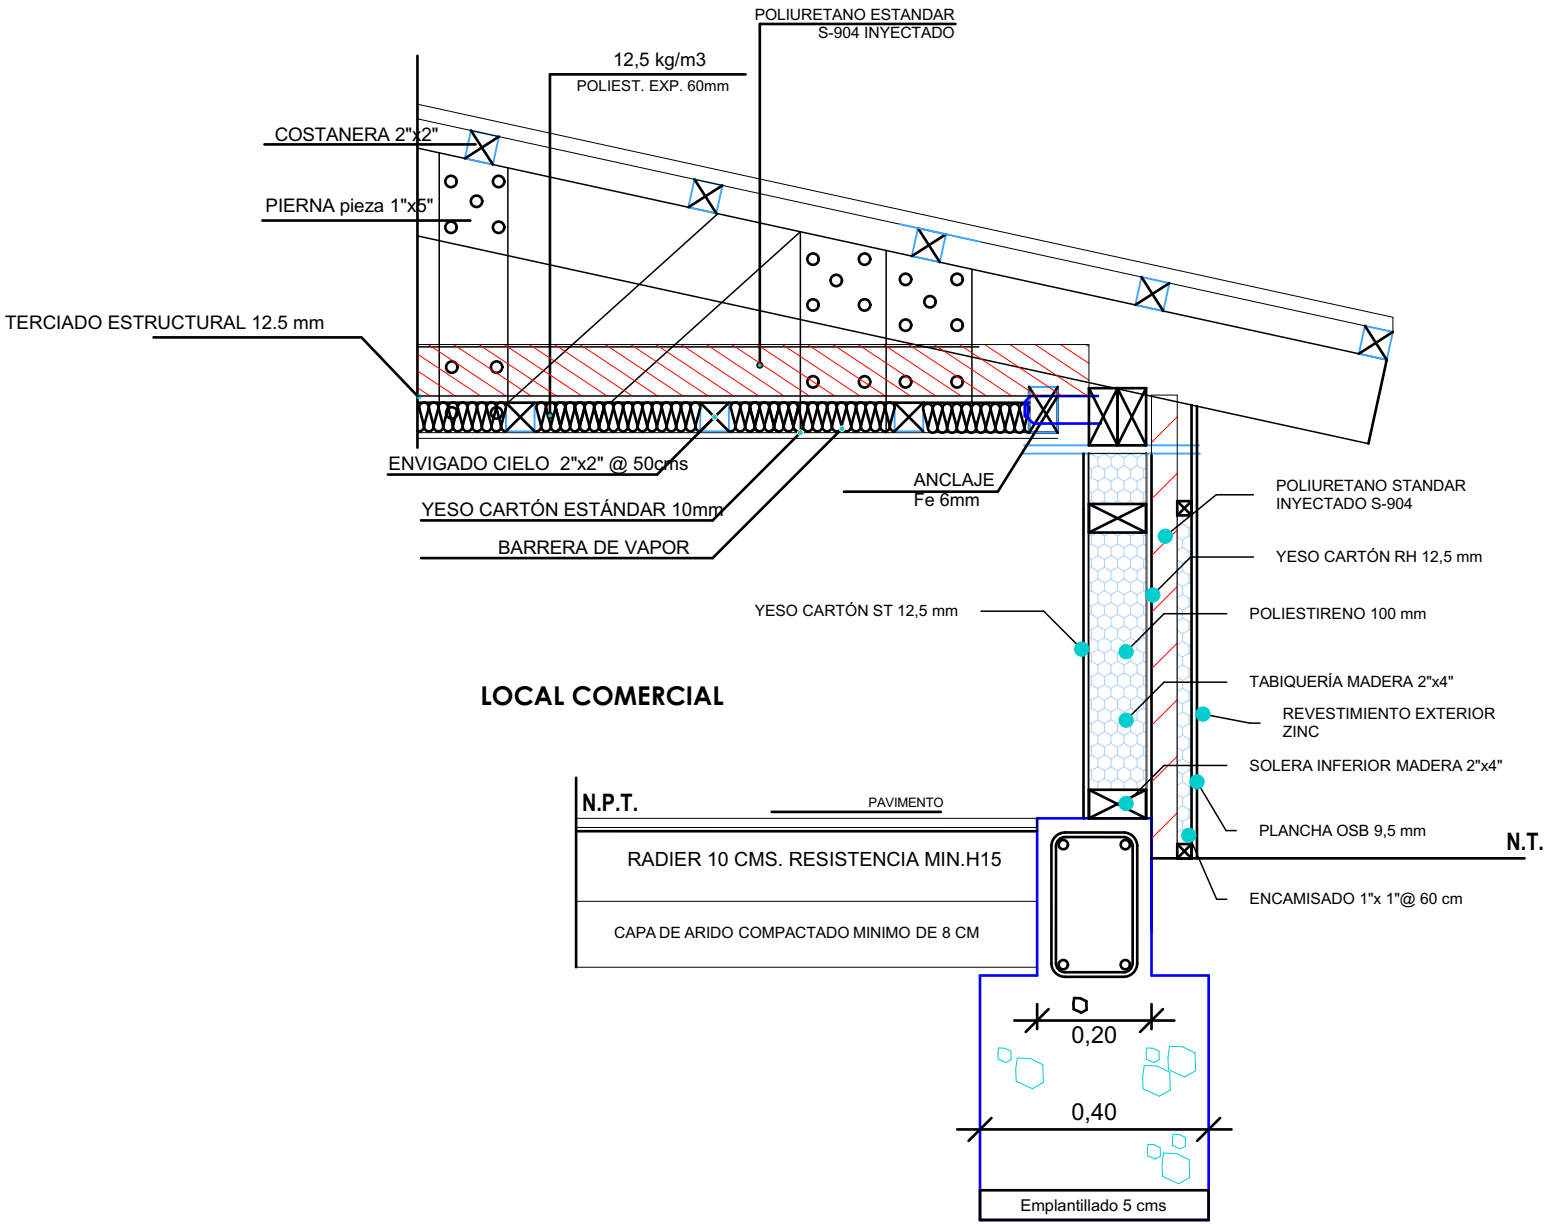 POLIURETANO ESTANDAR
S-904 INYECTADO
12,5 kg/m3
POLIEST. EXP. 60mm
COSTANERA 2"x2"
PIERNA pieza 1"x5"
TERCIADO ESTRUCTURAL 12.5 mm
ENVIGADO CIELO 2"x2" @ 50cms
YESO CARTÓN ESTÁNDAR 10mm
BARRERA DE VAPOR
ANCLAJE
Fe 6mm
POLIURETANO STANDAR
INYECTADO S-904
YESO CARTÓN RH 12,5 mm
YESO CARTÓN ST 12,5 mm
POLIESTIRENO 100 mm
TABIQUERÍA MADERA 2"x4"
LOCAL COMERCIAL
REVESTIMIENTO EXTERIOR
ZINC
SOLERA INFERIOR MADERA 2"x4"
N.P.T.
PAVIMENTO
PLANCHA OSB 9,5 mm
N.T.
RADIER 10 CMS. RESISTENCIA MIN.H15
ENCAMISADO 1"x 1"@ 60 cm
CAPA DE ARIDO COMPACTADO MINIMO DE 8 CM
0,20
0,40
Emplantillado 5 cms